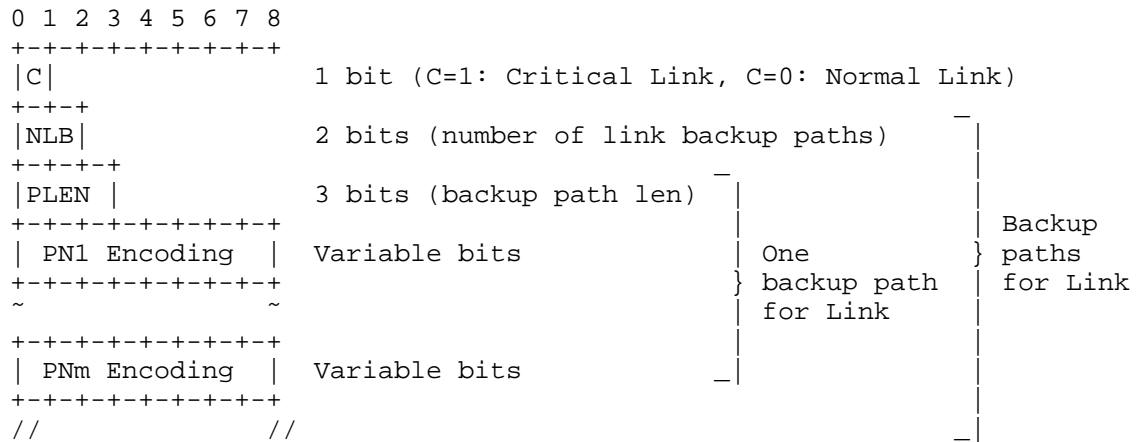 0 1 2 3 4 5 6 7 8
+-+-+-+-+-+-+-+-+
|C|                1 bit (C=1: Critical Link, C=0: Normal Link)
+-+-+                                                      _
|NLB|              2 bits (number of link backup paths)     |
+-+-+-+                                     _               |
|PLEN |            3 bits (backup path len)  |              |
+-+-+-+-+-+-+-+-+                            |              | Backup
| PN1 Encoding  |  Variable bits             | One          } paths
+-+-+-+-+-+-+-+-+                            } backup path  | for Link
~               ~                            | for Link     |
+-+-+-+-+-+-+-+-+                            |              |
| PNm Encoding  |  Variable bits            _|              |
+-+-+-+-+-+-+-+-+                                           |
//             //                                          _|